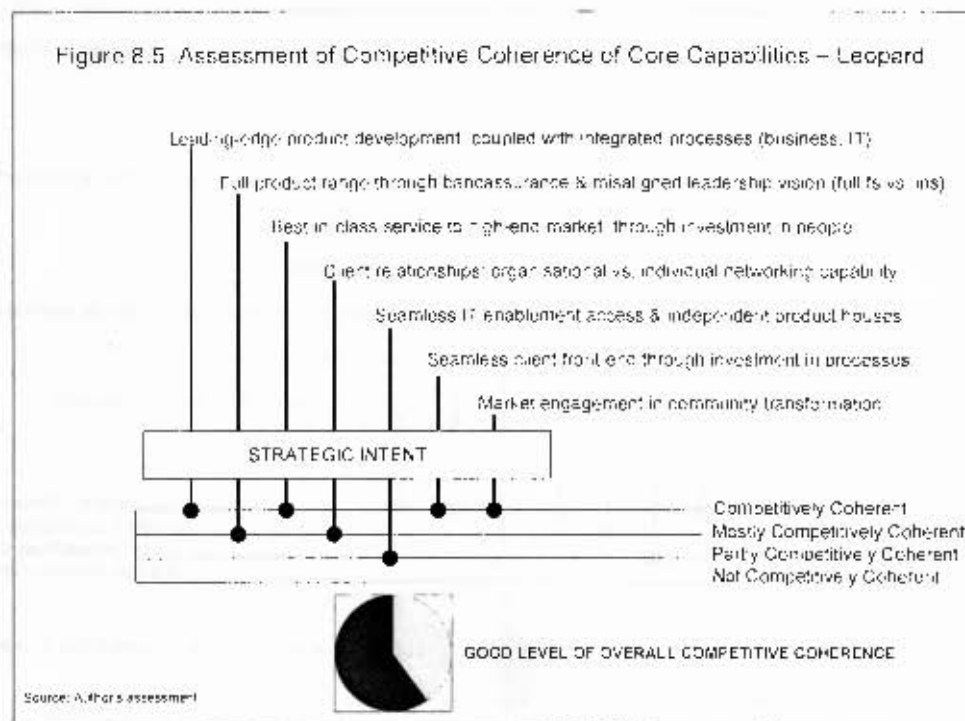 Figure 8.5 Assessment of Competitive Coherence of Core Capabilities – Leopard
Leading-edge product development coupled with integrated processes (business, IT)
Full product range through bancassurance & misaligned leadership vision (full fs vs. ins)
Best in class service to high-end market through investment in people
Client relationships: organisational vs. individual networking capability
Seamless IT enablement access & independent product houses
Seamless client front end through investment in processes
Market engagement in community transformation
STRATEGIC INTENT
Competitively Coherent
Mostly Competitively Coherent
Partly Competitively Coherent
Not Competitively Coherent
GOOD LEVEL OF OVERALL COMPETITIVE COHERENCE
Source: Author's assessment